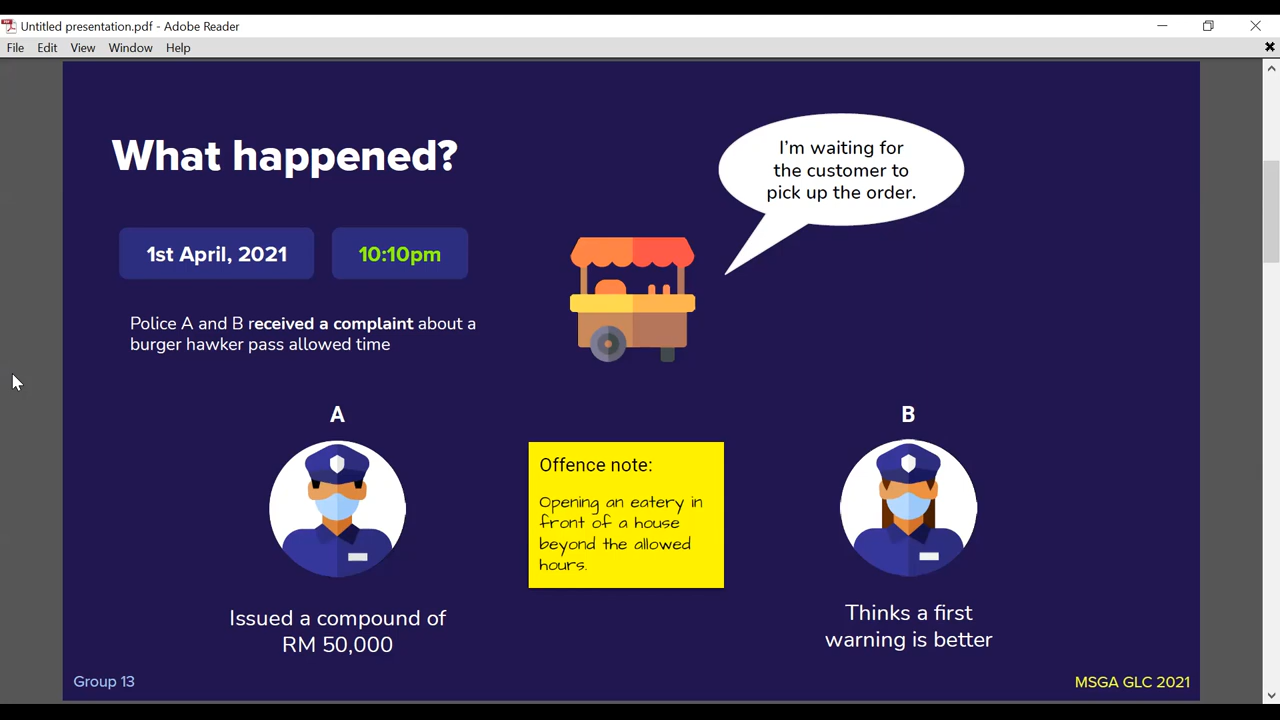 Untitled presentation.pdf - Adobe Reader
File Edit View Window Help
What happened?
I'm waiting for
the customer to
pick up the order.
1st April, 2021
10:10pm
Police A and B received a complaint about a
burger hawker pass allowed time
A
B
Offence note:
Opening an eatery in
front of a house
beyond the allowed
hours.
Issued a compound of
RM 50,000
Thinks a first
warning is better
Group 13
MSGA GLC 2021